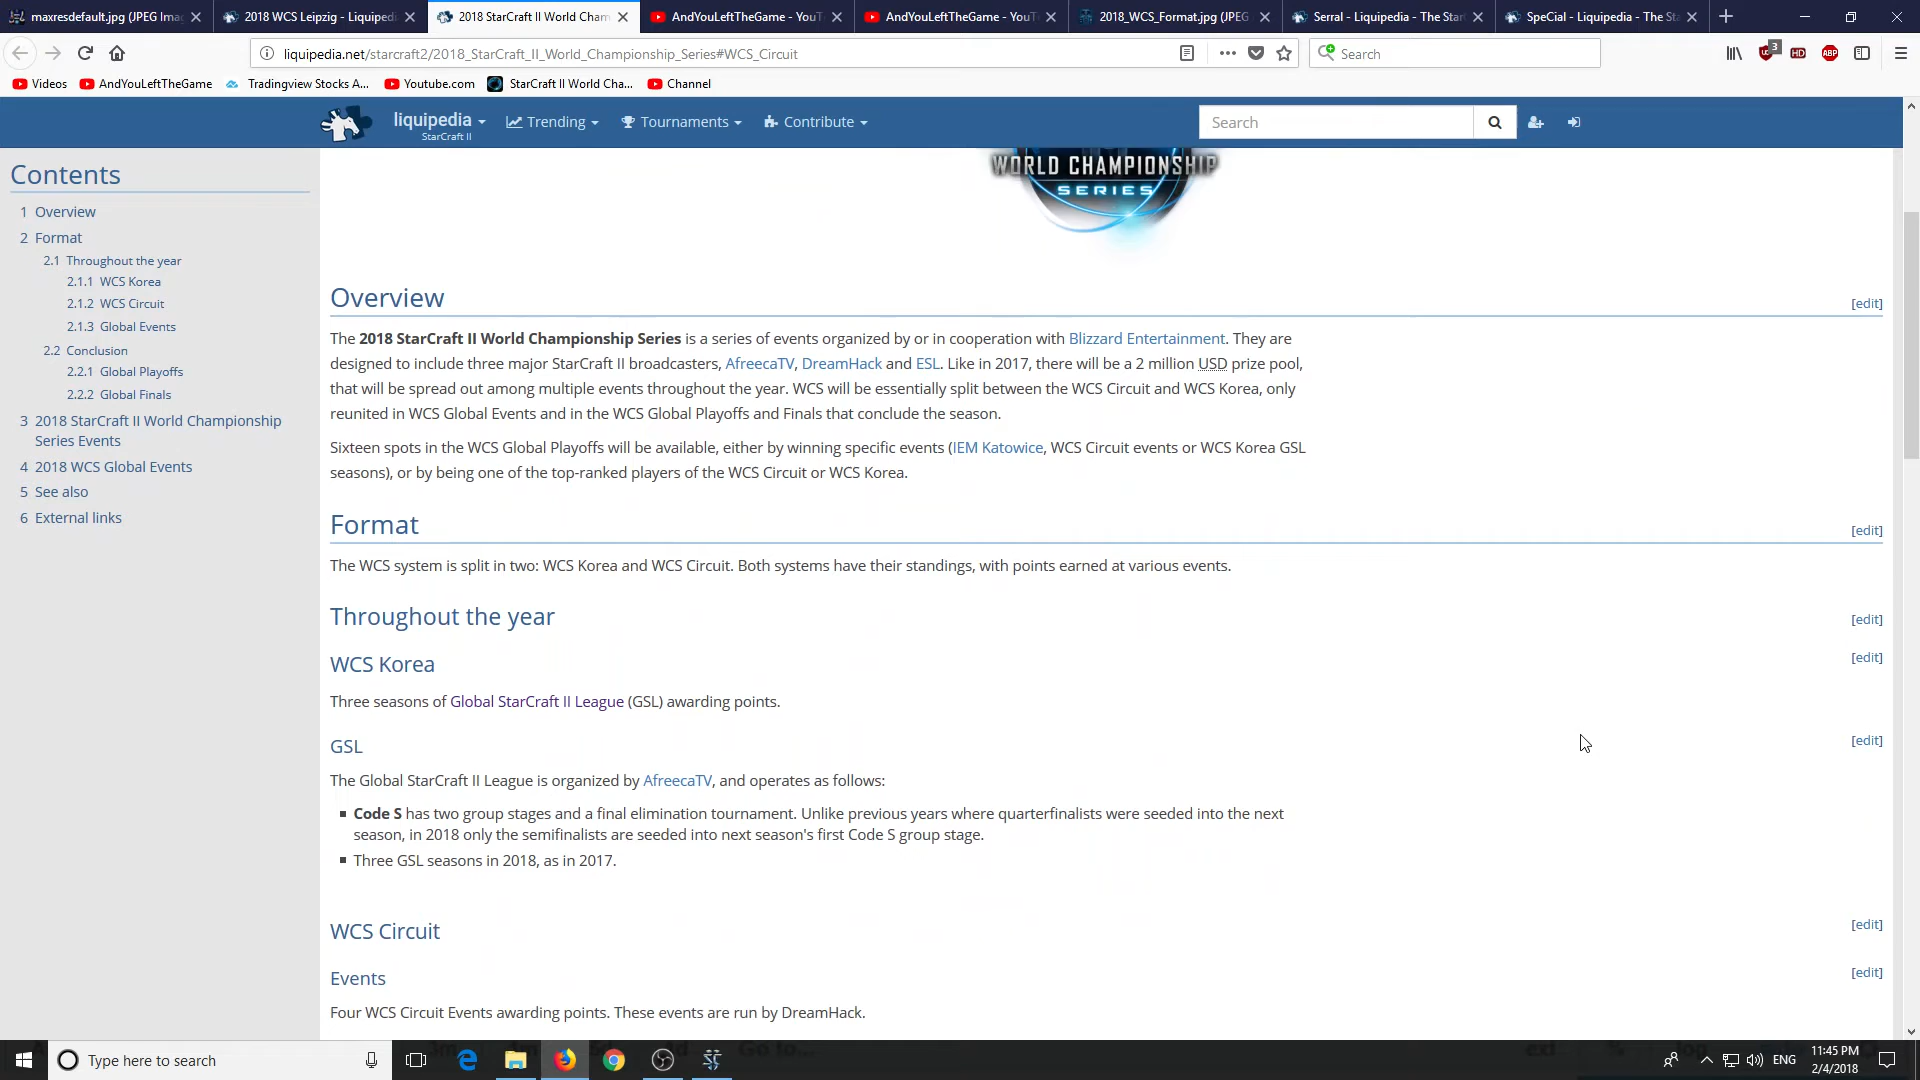 maxresdefault.jpg (JPEG Imag
2018 WCS Leipzig - Liquipedi
2018 StarCraft II World Cham
AndYouLeftTheGame - YouT
AndYouLeftTheGame - YouT
2018_WCS_Format.jpg (JPEG
Serral - Liquipedia - The Star
SpeCial - Liquipedia - The Sta
liquipedia.net/starcraft2/2018_StarCraft_II_World_Championship_Series#WCS_Circuit
Search
3
HD
ABP
Videos
AndYouLeftTheGame
Tradingview Stocks A...
Youtube.com
StarCraft II World Cha...
Channel
liquipedia
StarCraft II
Trending
Tournaments
Contribute
Search
Contents
1 Overview
2 Format
2.1 Throughout the year
2.1.1 WCS Korea
2.1.2 WCS Circuit
2.1.3 Global Events
2.2 Conclusion
2.2.1 Global Playoffs
2.2.2 Global Finals
3 2018 StarCraft II World Championship
Series Events
4 2018 WCS Global Events
5 See also
6 External links
WORLD CHAMPIONSHIP
SERIES
Overview
[edit]
The 2018 StarCraft II World Championship Series is a series of events organized by or in cooperation with Blizzard Entertainment. They are
designed to include three major StarCraft II broadcasters, AfreecaTV, DreamHack and ESL. Like in 2017, there will be a 2 million USD prize pool,
that will be spread out among multiple events throughout the year. WCS will be essentially split between the WCS Circuit and WCS Korea, only
reunited in WCS Global Events and in the WCS Global Playoffs and Finals that conclude the season.
Sixteen spots in the WCS Global Playoffs will be available, either by winning specific events (IEM Katowice, WCS Circuit events or WCS Korea GSL
seasons), or by being one of the top-ranked players of the WCS Circuit or WCS Korea.
Format
[edit]
The WCS system is split in two: WCS Korea and WCS Circuit. Both systems have their standings, with points earned at various events.
Throughout the year
[edit]
WCS Korea
[edit]
Three seasons of Global StarCraft II League (GSL) awarding points.
GSL
[edit]
The Global StarCraft II League is organized by AfreecaTV, and operates as follows:
Code S has two group stages and a final elimination tournament. Unlike previous years where quarterfinalists were seeded into the next
season, in 2018 only the semifinalists are seeded into next season's first Code S group stage.
Three GSL seasons in 2018, as in 2017.
WCS Circuit
[edit]
Events
[edit]
Four WCS Circuit Events awarding points. These events are run by DreamHack.
Type here to search
ENG
11:45 PM
2/4/2018